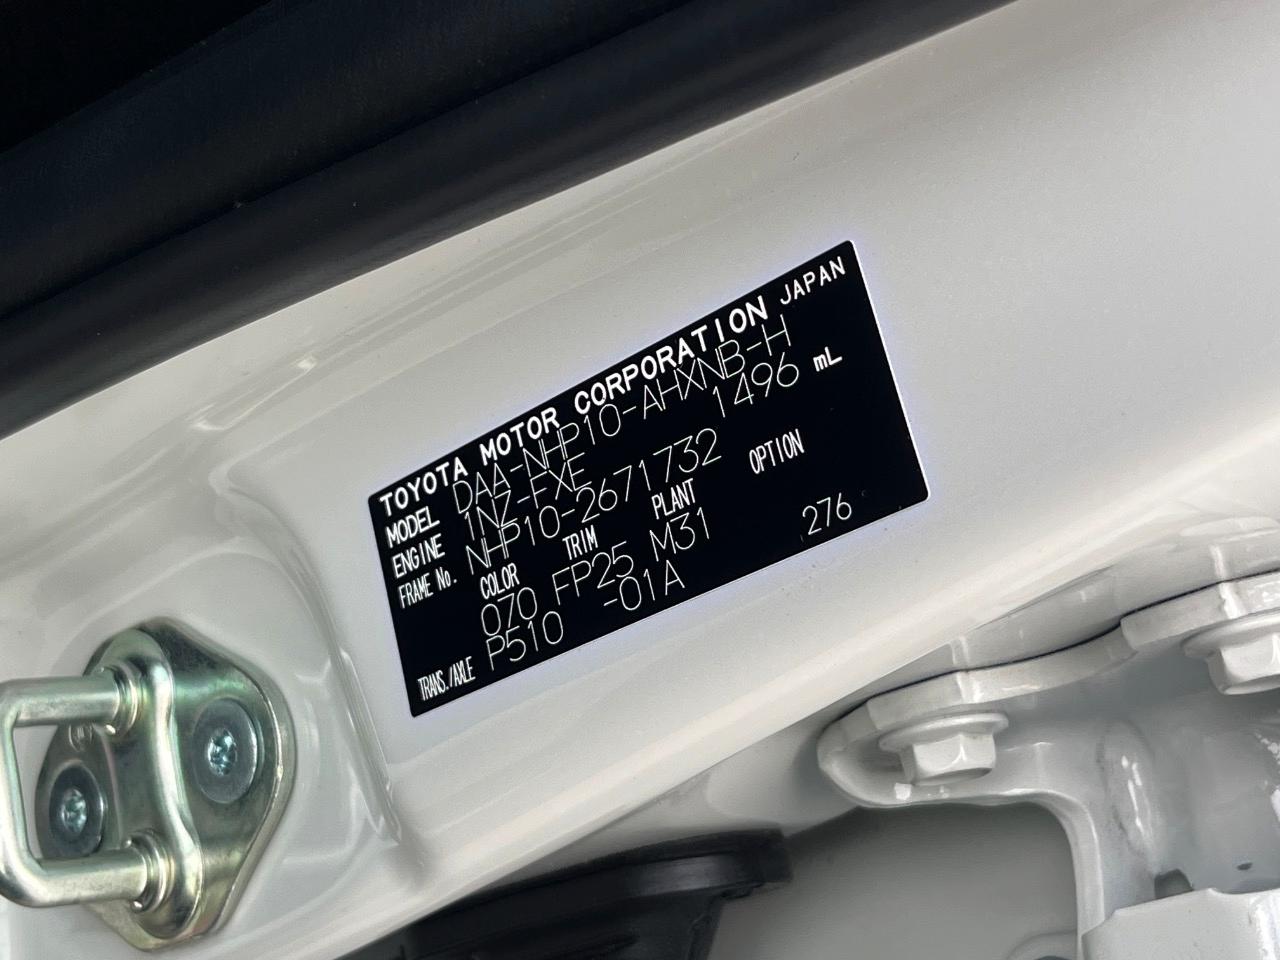 TOYOTA MOTOR CORPORATION JAPAN
MODEL DAA-NHP10-AHXNB-H
ENGINE 1NZ-FXE 1496 mL
FRAME No. NHP10-2671732
COLOR TRIM PLANT OPTION
070 FP25 M31 276
TRANS./AXLE P510 -01A